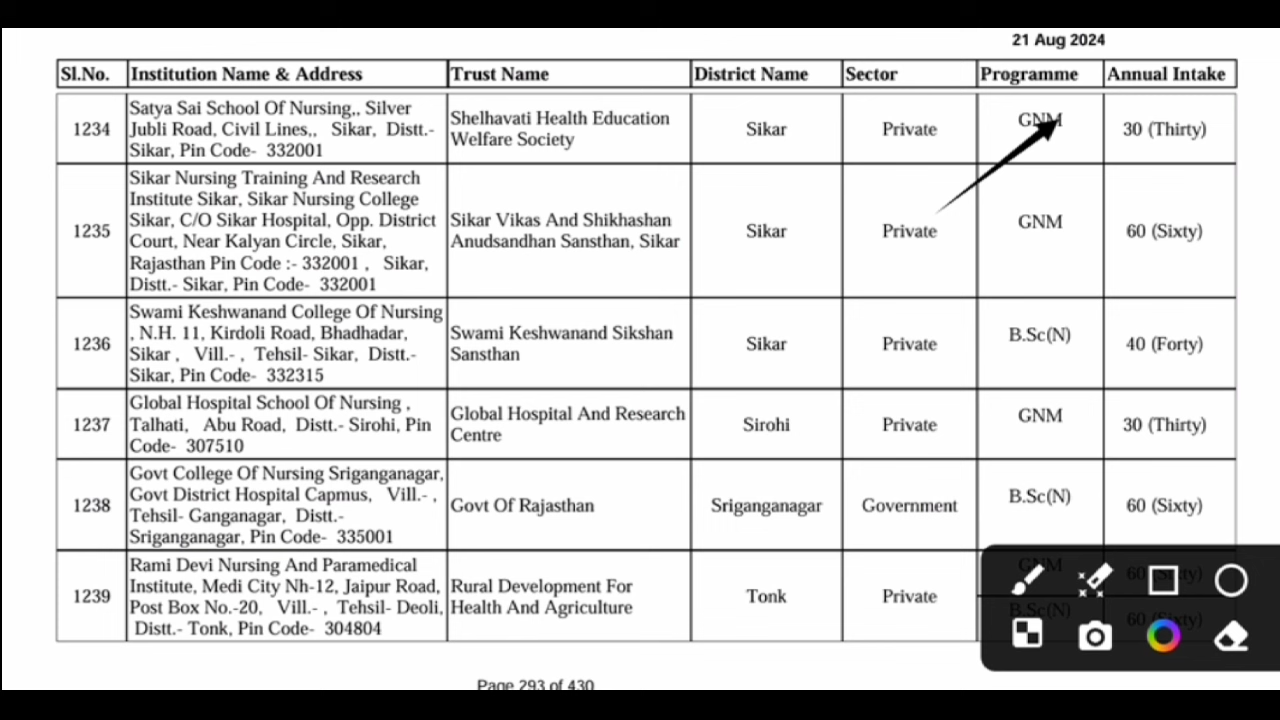 21 Aug 2024
Sl.No. Institution Name & Address Trust Name District Name Sector Programme Annual Intake
1234 Satya Sai School Of Nursing,, Silver Jubli Road, Civil Lines,, Sikar, Distt.- Sikar, Pin Code- 332001 Shelhavati Health Education Welfare Society Sikar Private GNM 30 (Thirty)
1235 Sikar Nursing Training And Research Institute Sikar, Sikar Nursing College Sikar, C/O Sikar Hospital, Opp. District Court, Near Kalyan Circle, Sikar, Rajasthan Pin Code :- 332001 , Sikar, Distt.- Sikar, Pin Code- 332001 Sikar Vikas And Shikhashan Anudsandhan Sansthan, Sikar Sikar Private GNM 60 (Sixty)
1236 Swami Keshwanand College Of Nursing , N.H. 11, Kirdoli Road, Bhadhadar, Sikar , Vill.- , Tehsil- Sikar, Distt.- Sikar, Pin Code- 332315 Swami Keshwanand Sikshan Sansthan Sikar Private B.Sc(N) 40 (Forty)
1237 Global Hospital School Of Nursing , Talhati, Abu Road, Distt.- Sirohi, Pin Code- 307510 Global Hospital And Research Centre Sirohi Private GNM 30 (Thirty)
1238 Govt College Of Nursing Sriganganagar, Govt District Hospital Capmus, Vill.- , Tehsil- Ganganagar, Distt.- Sriganganagar, Pin Code- 335001 Govt Of Rajasthan Sriganganagar Government B.Sc(N) 60 (Sixty)
1239 Rami Devi Nursing And Paramedical Institute, Medi City Nh-12, Jaipur Road, Post Box No.-20, Vill.- , Tehsil- Deoli, Distt.- Tonk, Pin Code- 304804 Rural Development For Health And Agriculture Tonk Private GNM 60 (Sixty)
B.Sc(N) 60 (Sixty)
Page 293 of 430